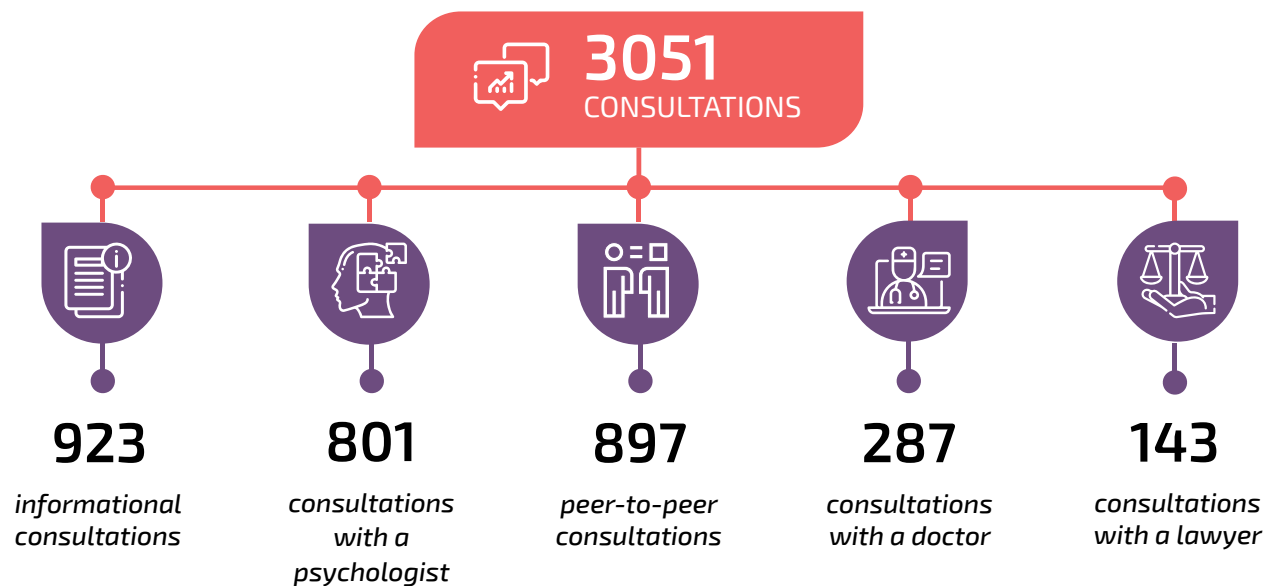 3051
CONSULTATIONS
923
informational
consultations
801
consultations
with a
psychologist
897
peer-to-peer
consultations
287
consultations
with a doctor
143
consultations
with a lawyer